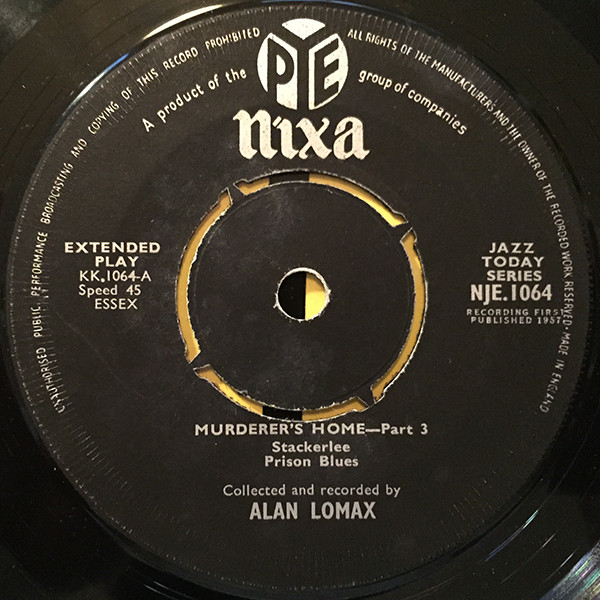 UNAUTHORISED PUBLIC PERFORMANCE BROADCASTING AND COPYING OF THIS RECORD PROHIBITED
ALL RIGHTS OF THE MANUFACTURERS AND THE OWNER OF THE RECORDED WORK RESERVED · MADE IN ENGLAND
A product of the
PYE
group of companies
nixa
EXTENDED
PLAY
KK.1064-A
Speed 45
ESSEX
JAZZ
TODAY
SERIES
NJE.1064
RECORDING FIRST
PUBLISHED 1957
MURDERER'S HOME—Part 3
Stackerlee
Prison Blues
Collected and recorded by
ALAN LOMAX